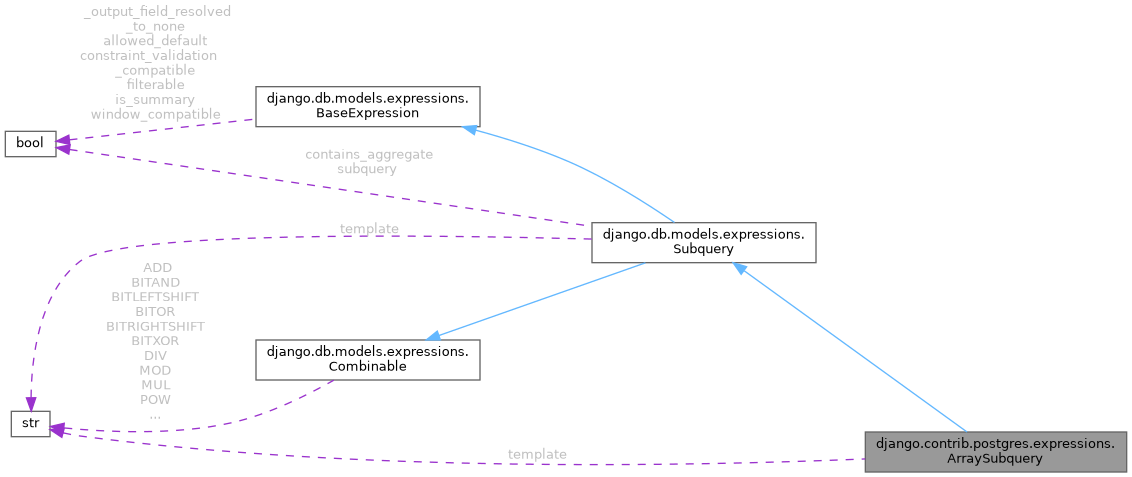 _output_field_resolved
_to_none
allowed_default
constraint_validation
_compatible
filterable
is_summary
window_compatible
django.db.models.expressions.
BaseExpression
bool
contains_aggregate
subquery
template
django.db.models.expressions.
Subquery
ADD
BITAND
BITLEFTSHIFT
BITOR
BITRIGHTSHIFT
BITXOR
DIV
MOD
MUL
POW
...
django.db.models.expressions.
Combinable
str
template
django.contrib.postgres.expressions.
ArraySubquery